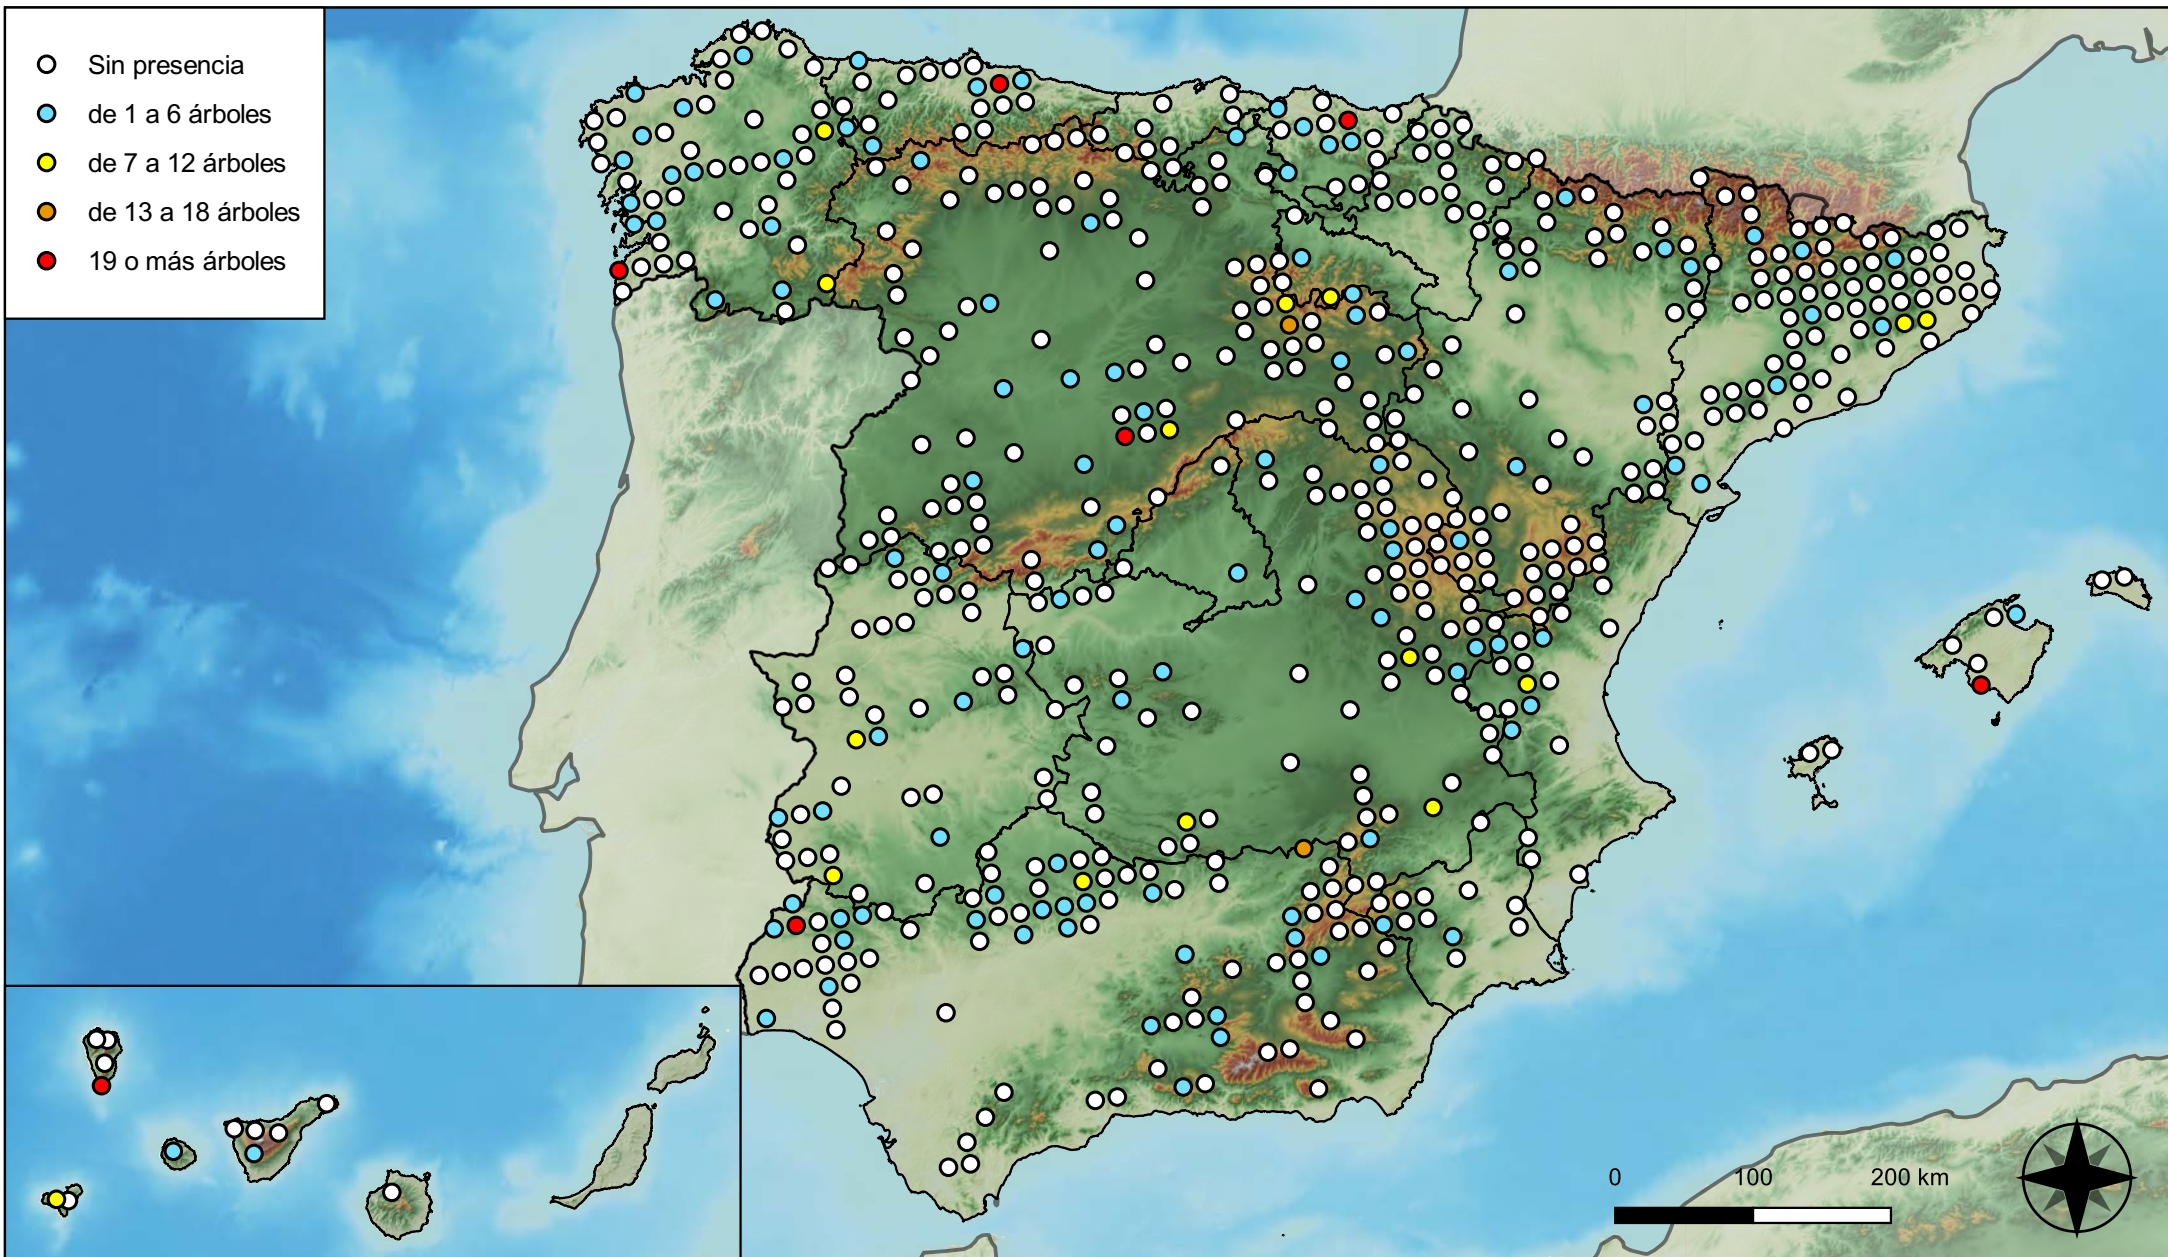 Sin presencia
de 1 a 6 árboles
de 7 a 12 árboles
de 13 a 18 árboles
19 o más árboles
0 100 200 km